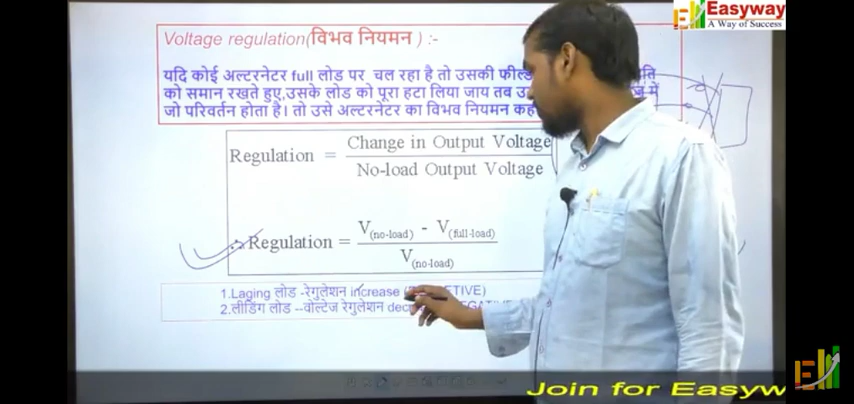 Easyway
A Way of Success
Voltage regulation(विभव नियमन ) :-
यदि कोई अल्टरनेटर full लोड पर चल रहा है तो उसकी
को समान रखते हुए,उसके लोड को पूरा हटा लिया जाय तब में
जो परिवर्तन होता है। तो उसे अल्टरनेटर का विभव नियमन
Regulation = Change in Output Voltage
No-load Output Voltage
∴ Regulation = V(no-load) - V(full-load)
V(no-load)
1.Laging लोड -रेगुलेशन increase
2.लीडिंग लोड --वोल्टेज रेगुलेशन
Join for Easyw